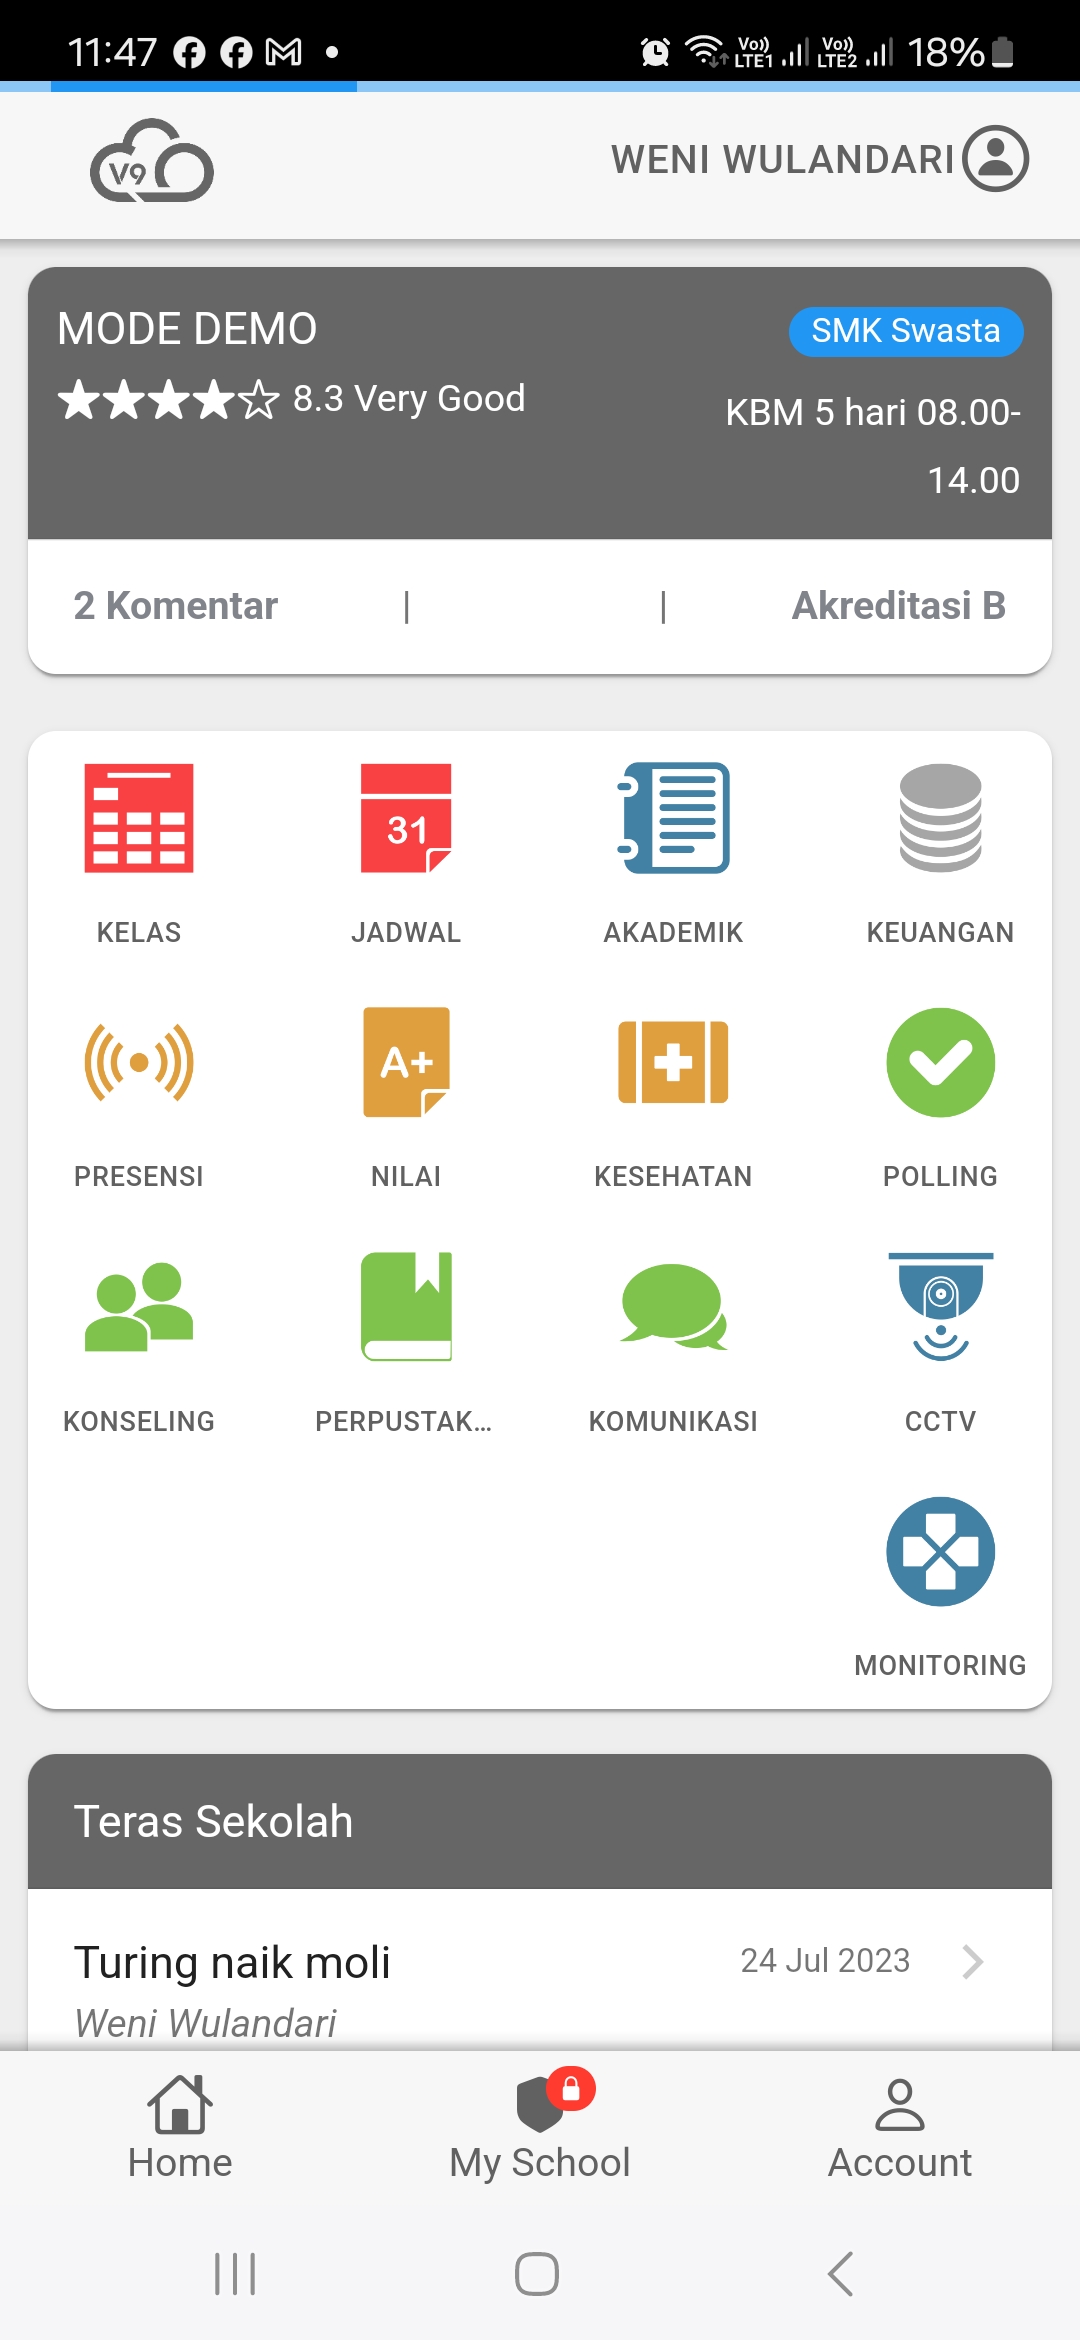 11:47
Vo)) LTE1 Vo)) LTE2 18%
V9
WENI WULANDARI
MODE DEMO
SMK Swasta
8.3 Very Good
KBM 5 hari 08.00-
14.00
2 Komentar | | Akreditasi B
31
KELAS JADWAL AKADEMIK KEUANGAN
A+
PRESENSI NILAI KESEHATAN POLLING
KONSELING PERPUSTAK... KOMUNIKASI CCTV
MONITORING
Teras Sekolah
Turing naik moli 24 Jul 2023
Weni Wulandari
Home My School Account